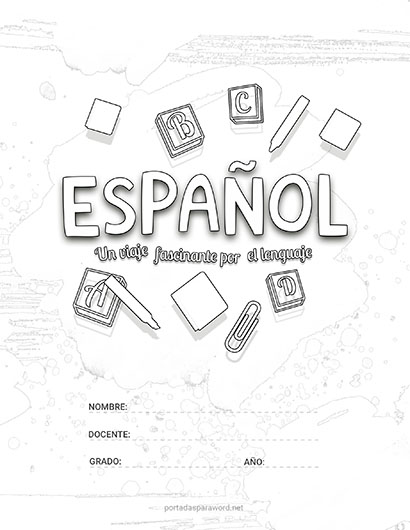 B C
ESPAÑOL
Un viaje fascinante por el lenguaje
A D
NOMBRE:
DOCENTE:
GRADO: AÑO:
portadasparaword.net